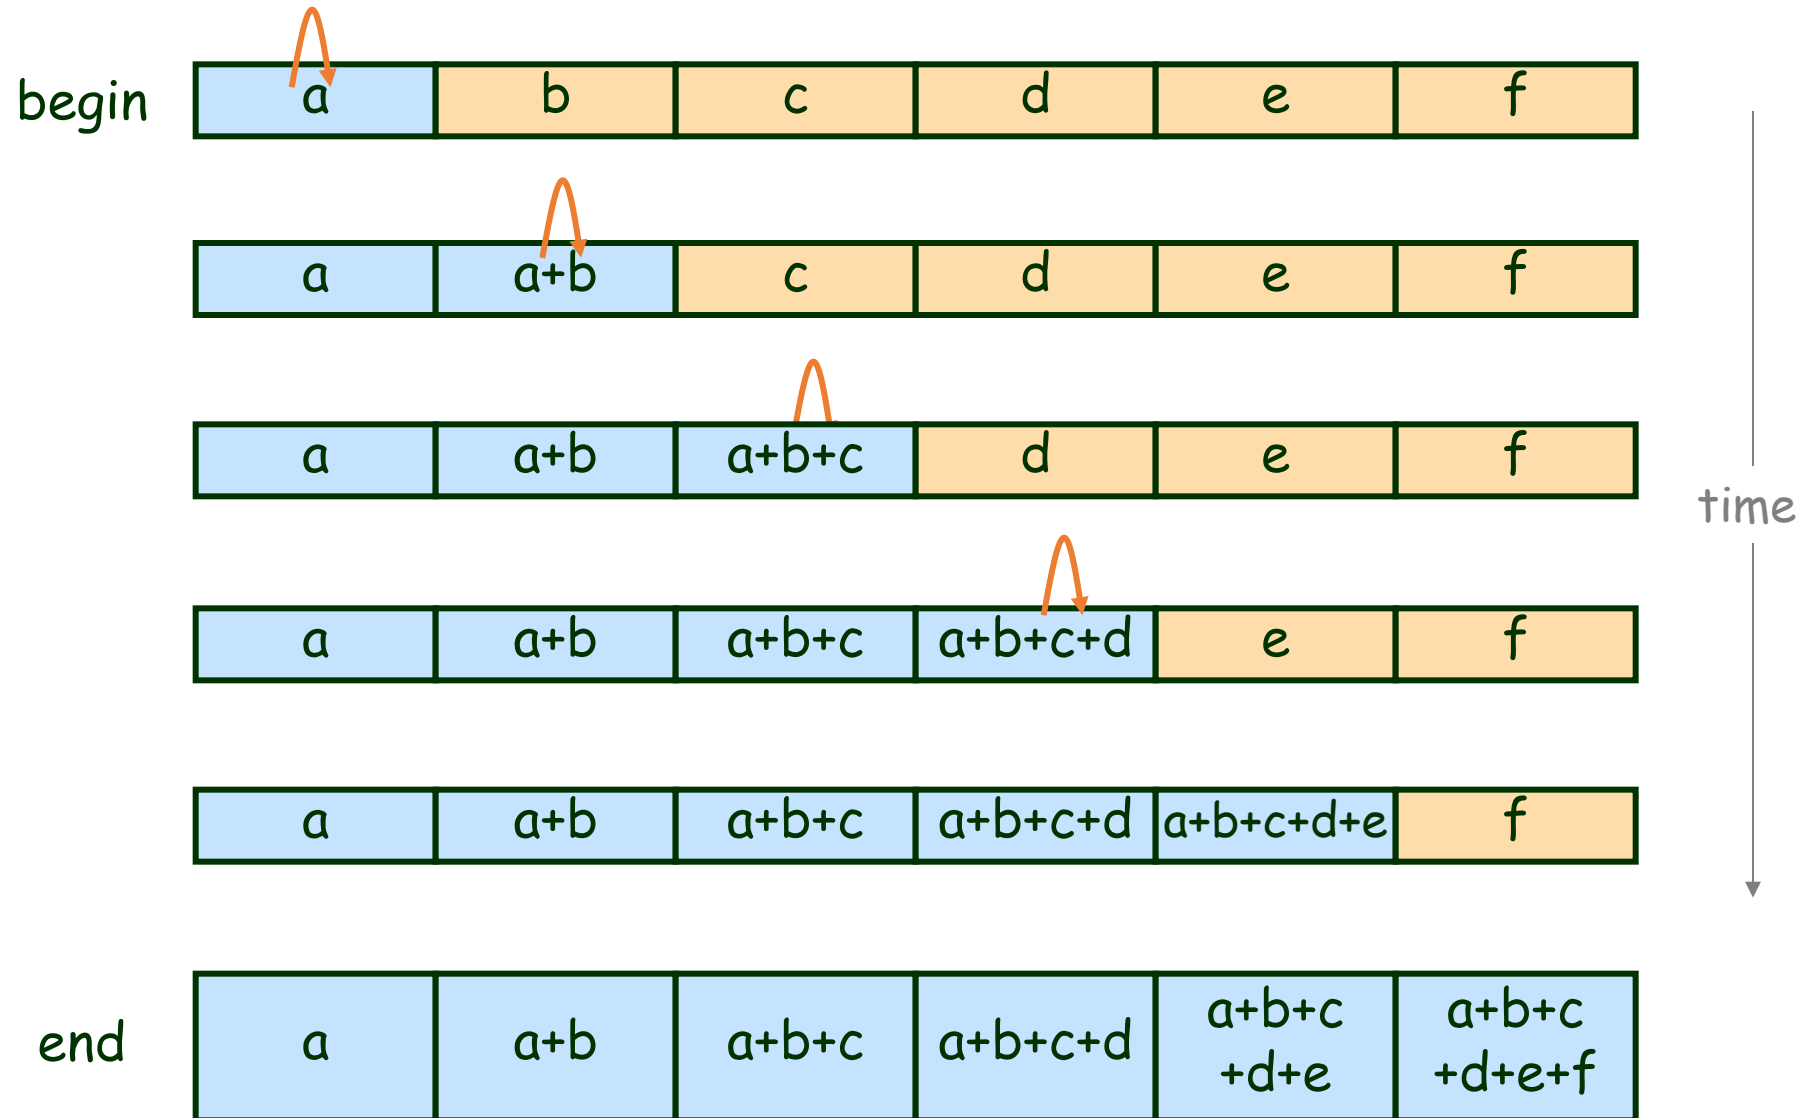 begin a b c d e f
a a+b c d e f
a a+b a+b+c d e f
time
a a+b a+b+c a+b+c+d e f
a a+b a+b+c a+b+c+d a+b+c+d+e f
end a a+b a+b+c a+b+c+d a+b+c
+d+e a+b+c
+d+e+f